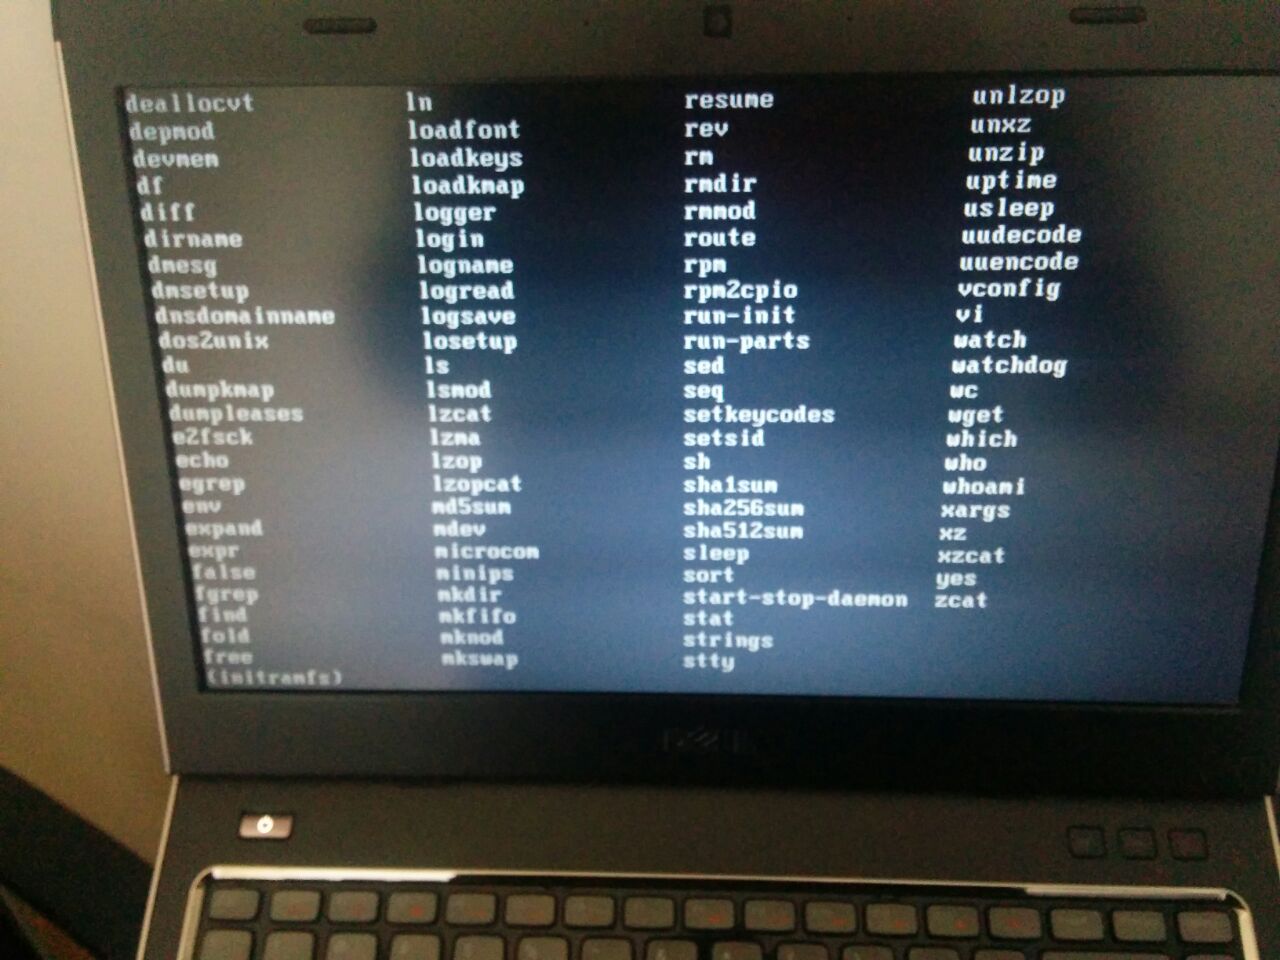 deallocvt ln resume unlzop
depmod loadfont rev unxz
devmem loadkeys rm unzip
df loadkmap rmdir uptime
diff logger rmmod usleep
dirname login route uudecode
dmesg logname rpm uuencode
dmsetup logread rpm2cpio vconfig
dnsdomainname logsave run-init vi
dos2unix losetup run-parts watch
du ls sed watchdog
dumpkmap lsmod seq wc
dumpleases lzcat setkeycodes wget
e2fsck lzma setsid which
echo lzop sh who
egrep lzopcat sha1sum whoami
env md5sum sha256sum xargs
expand mdev sha512sum xz
expr microcom sleep xzcat
false minips sort yes
fgrep mkdir start-stop-daemon zcat
find mkfifo stat
fold mknod strings
free mkswap stty
(initramfs)
DELL